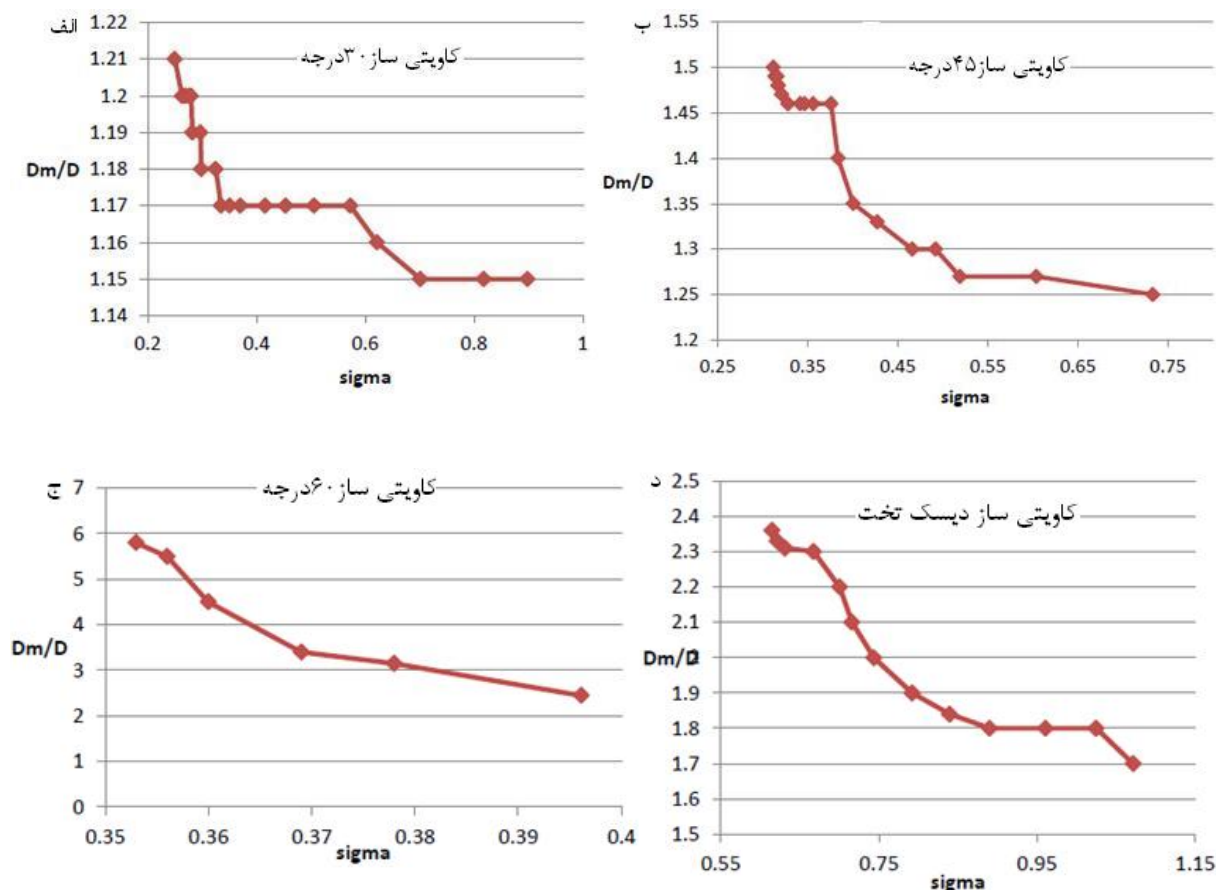 الف
کاویتی ساز۳۰درجه
1.22
1.21
1.2
1.19
1.18
1.17
1.16
1.15
1.14
Dm/D
0.2 0.4 0.6 0.8 1
sigma
ب
کاویتی ساز۴۵درجه
1.55
1.5
1.45
1.4
1.35
1.3
1.25
1.2
Dm/D
0.25 0.35 0.45 0.55 0.65 0.75
sigma
ج
کاویتی ساز۶۰درجه
7
6
5
4
3
2
1
0
Dm/D
0.35 0.36 0.37 0.38 0.39 0.4
sigma
د
کاویتی ساز دیسک تخت
2.5
2.4
2.3
2.2
2.1
2
1.9
1.8
1.7
1.6
1.5
Dm/D
0.55 0.75 0.95 1.15
sigma